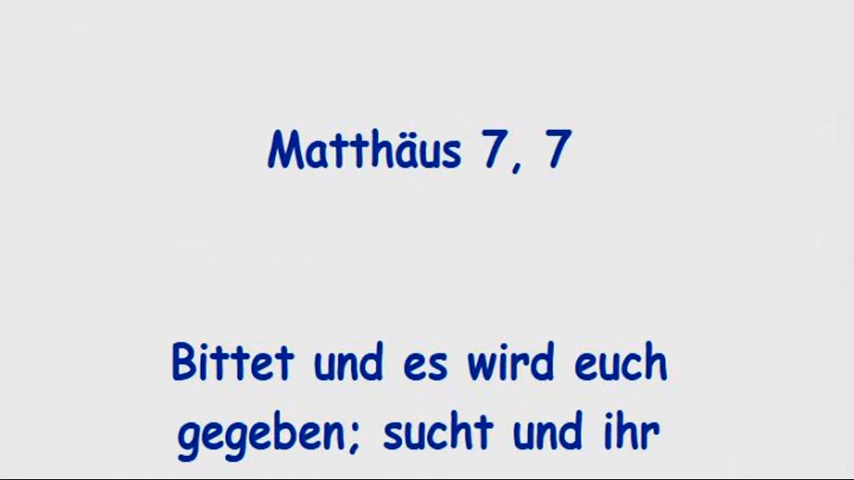 Matthäus 7, 7
Bittet und es wird euch
gegeben; sucht und ihr